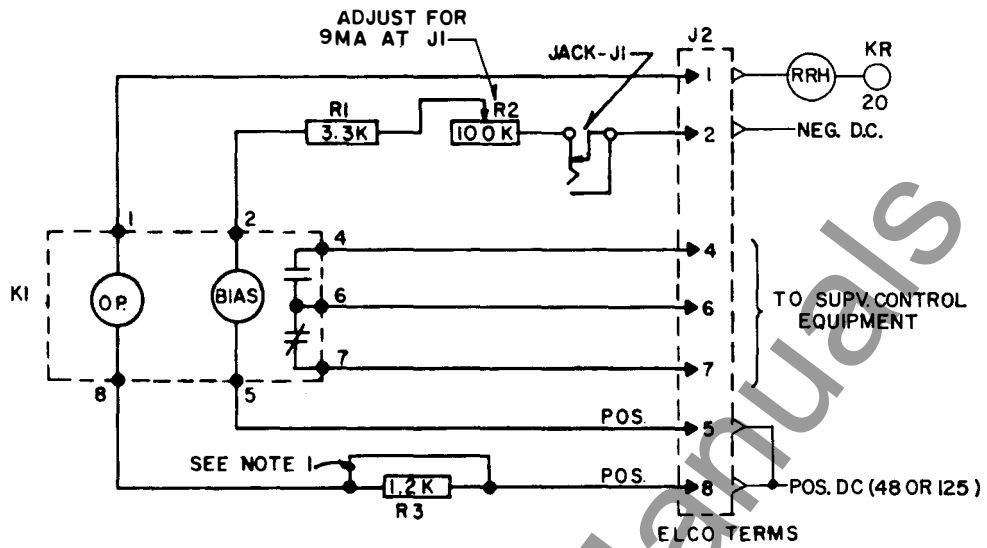 ADJUST FOR
9MA AT J1
JACK-J1
J2
KR
1
RRH
20
R1
R2
3.3K
100K
2
NEG. D.C.
1
2
4
4
K1
O.P.
BIAS
6
6
TO SUPV. CONTROL
EQUIPMENT
7
7
8
5
POS.
5
SEE NOTE 1
1.2K
R3
POS.
8
POS. DC (48 OR 125)
ELCO TERMS
anuals